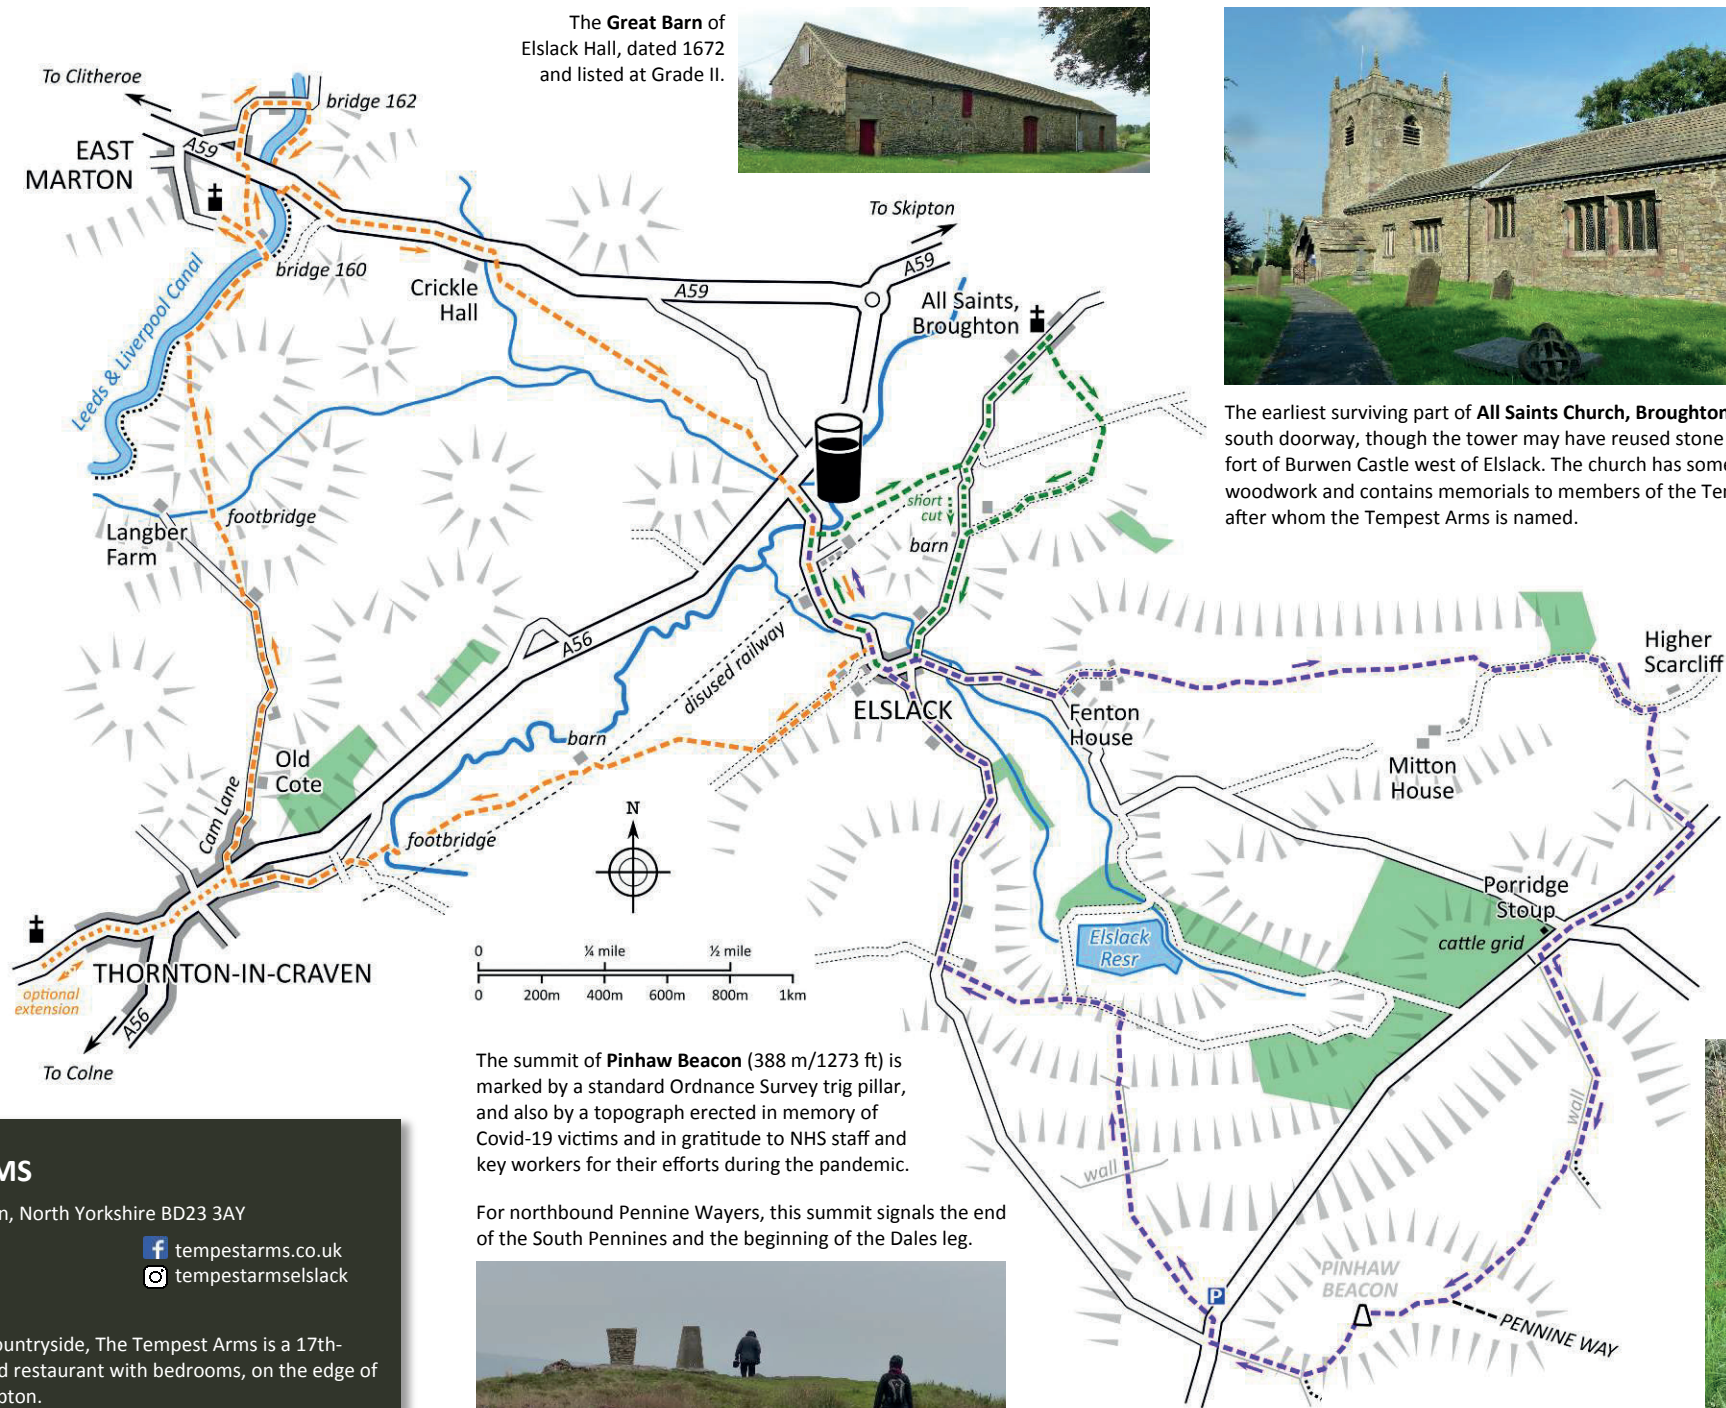 The Great Barn of
Elslack Hall, dated 1672
and listed at Grade II.
To Clitheroe
bridge 162
EAST
MARTON
A59
bridge 160
Leeds & Liverpool Canal
Crickle
Hall
A59
To Skipton
A59
All Saints,
Broughton
The earliest surviving part of All Saints Church, Broughton
south doorway, though the tower may have reused stone
fort of Burwen Castle west of Elslack. The church has some
woodwork and contains memorials to members of the Te
after whom the Tempest Arms is named.
Langber
Farm
footbridge
short
cut
barn
A56
disused railway
ELSLACK
Fenton
House
Higher
Scarcliff
Mitton
House
Old
Cote
Cam Lane
barn
footbridge
N
Porridge
Stoup
cattle grid
Elslack
Resr
THORNTON-IN-CRAVEN
optional
extension
A56
To Colne
0 ¼ mile ½ mile
0 200m 400m 600m 800m 1km
The summit of Pinhaw Beacon (388 m/1273 ft) is
marked by a standard Ordnance Survey trig pillar,
and also by a topograph erected in memory of
Covid-19 victims and in gratitude to NHS staff and
key workers for their efforts during the pandemic.
For northbound Pennine Wayers, this summit signals the end
of the South Pennines and the beginning of the Dales leg.
wall
wall
P
PINHAW
BEACON
PENNINE WAY
MS
n, North Yorkshire BD23 3AY
tempestarms.co.uk
tempestarmselslack
ountryside, The Tempest Arms is a 17th-
d restaurant with bedrooms, on the edge of
pton.